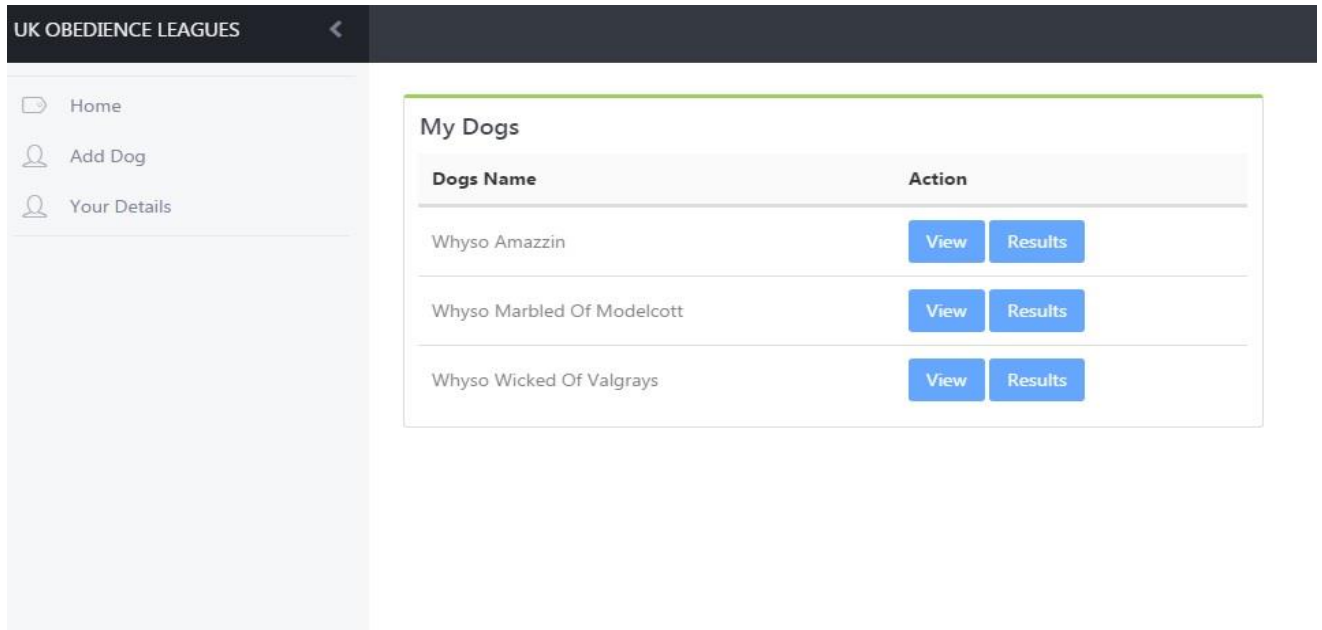 UK OBEDIENCE LEAGUES
Home
Add Dog
Your Details
My Dogs
Dogs Name Action
Whyso Amazzin View Results
Whyso Marbled Of Modelcott View Results
Whyso Wicked Of Valgrays View Results